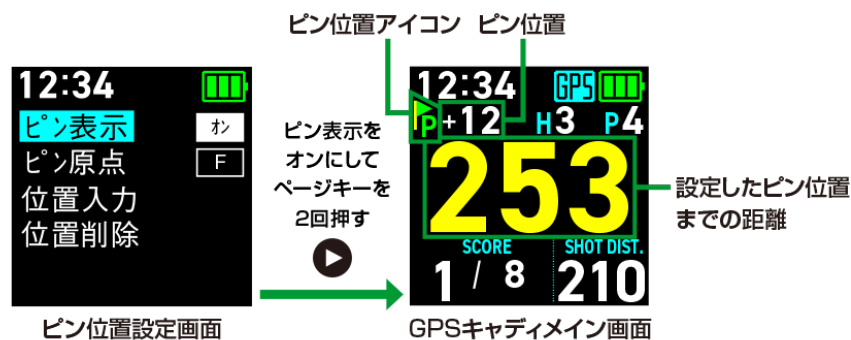 ピン位置アイコン ピン位置
12:34
ピン表示 オン
ピン原点 F
位置入力
位置削除
ピン位置設定画面
ピン表示を
オンにして
ページキーを
2回押す
12:34 GPS
P +12 H3 P4
253
SCORE SHOT DIST.
1 / 8 210
GPSキャディメイン画面
設定したピン位置
までの距離